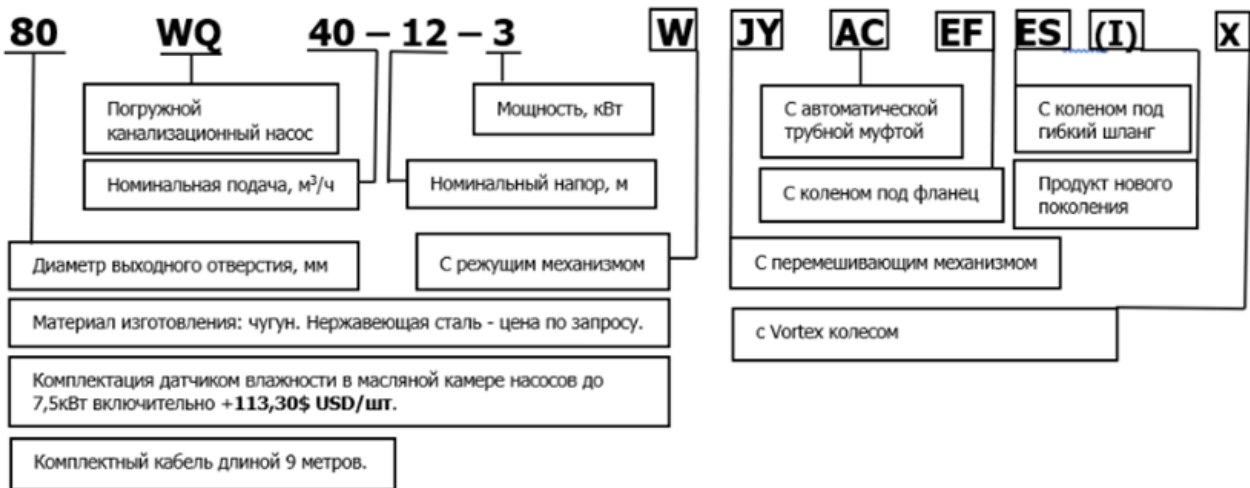 80 WQ 40 – 12 – 3 W JY AC EF ES (I) X
Погружной
канализационный насос
Мощность, кВт
С автоматической
трубной муфтой
С коленом под
гибкий шланг
Номинальная подача, м³/ч
Номинальный напор, м
С коленом под фланец
Продукт нового
поколения
Диаметр выходного отверстия, мм
С режущим механизмом
С перемешивающим механизмом
Материал изготовления: чугун. Нержавеющая сталь - цена по запросу.
с Vortex колесом
Комплектация датчиком влажности в масляной камере насосов до
7,5кВт включительно +113,30$ USD/шт.
Комплектный кабель длиной 9 метров.